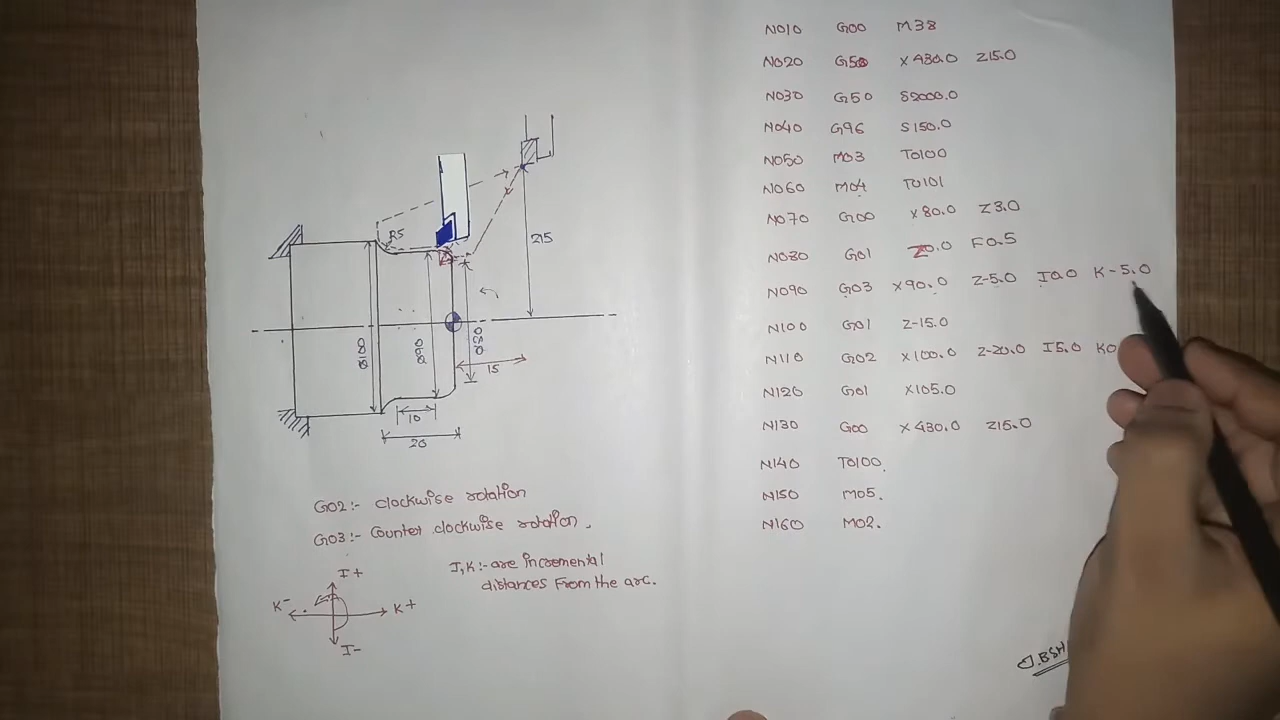 N010 G00 M38
N020 G50 X430.0 Z15.0
N030 G50 S2000.0
N040 G96 S150.0
N050 M03 T0100
N060 M04 T0101
N070 G00 X80.0 Z3.0
N080 G01 Z0.0 F0.5
N090 G03 X90.0 Z-5.0 I0.0 K-5.0
N100 G01 Z-15.0
N110 G02 X100.0 Z-20.0 I5.0 K0
N120 G01 X105.0
N130 G00 X430.0 Z15.0
N140 T0100.
N150 M05.
N160 M02.
R5
215
15
10
20
G02:- clockwise rotation
G03:- Counter clockwise rotation.
I,K:- are incremental
distances From the arc.
I+
K-
K+
I-
J.BSH